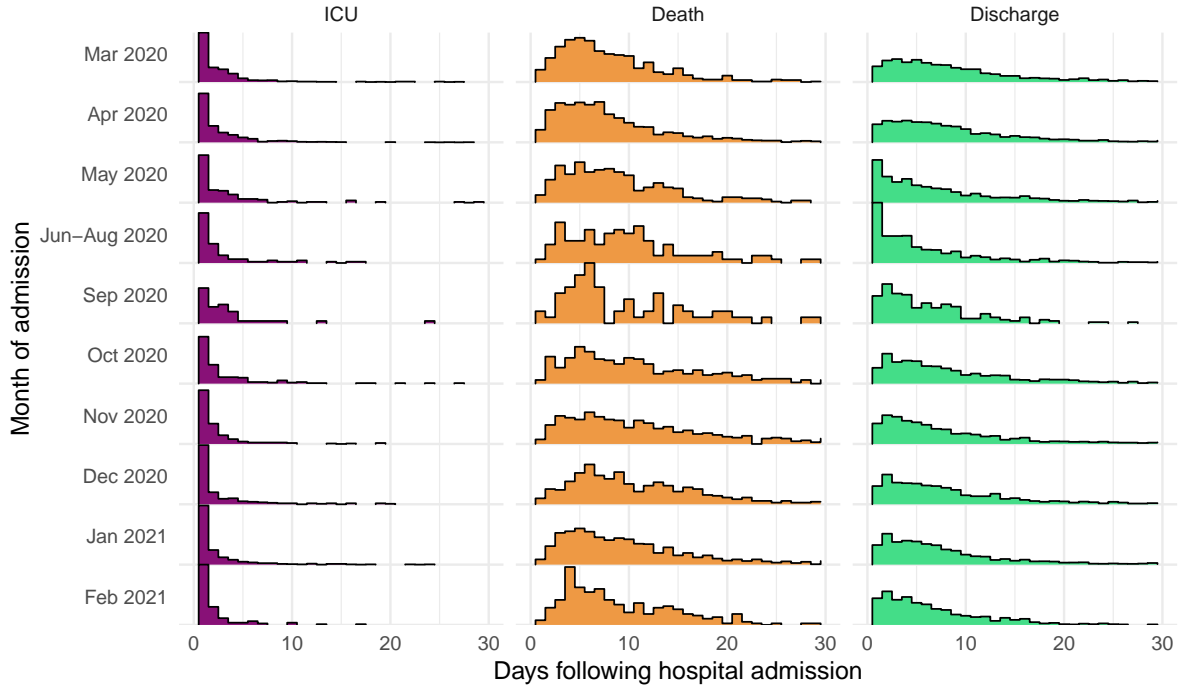 ICU Death Discharge
Month of admission
Mar 2020
Apr 2020
May 2020
Jun−Aug 2020
Sep 2020
Oct 2020
Nov 2020
Dec 2020
Jan 2021
Feb 2021
0 10 20 30 0 10 20 30 0 10 20 30
Days following hospital admission